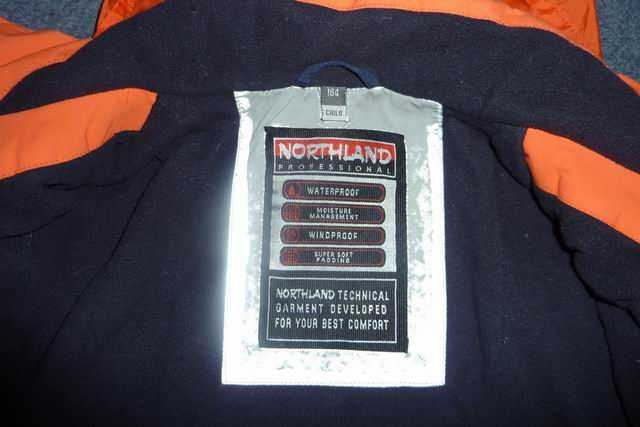 164
CHILD
NORTHLAND
PROFESSIONAL
WATERPROOF
MOISTURE
MANAGEMENT
WINDPROOF
SUPER SOFT
PADDING
NORTHLAND TECHNICAL
GARMENT DEVELOPED
FOR YOUR BEST COMFORT